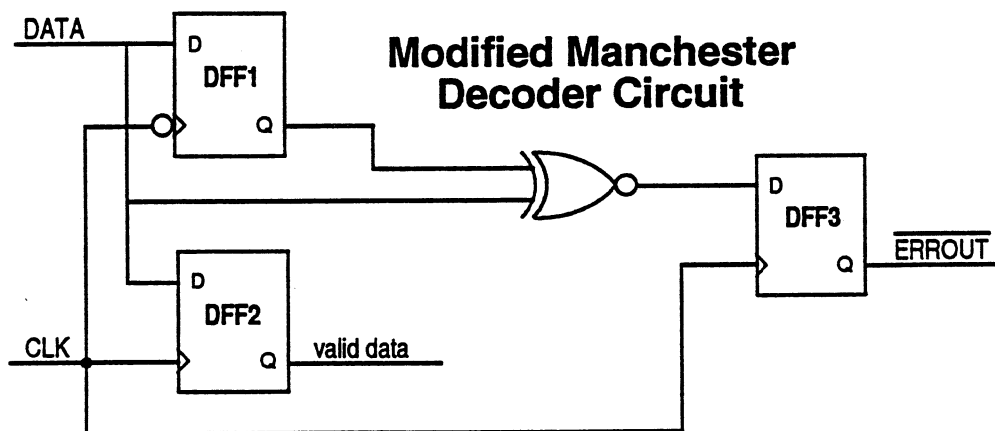 DATA
D
DFF1
Q
Modified Manchester
Decoder Circuit
D
DFF3
Q
ERROUT
D
DFF2
Q
CLK
valid data